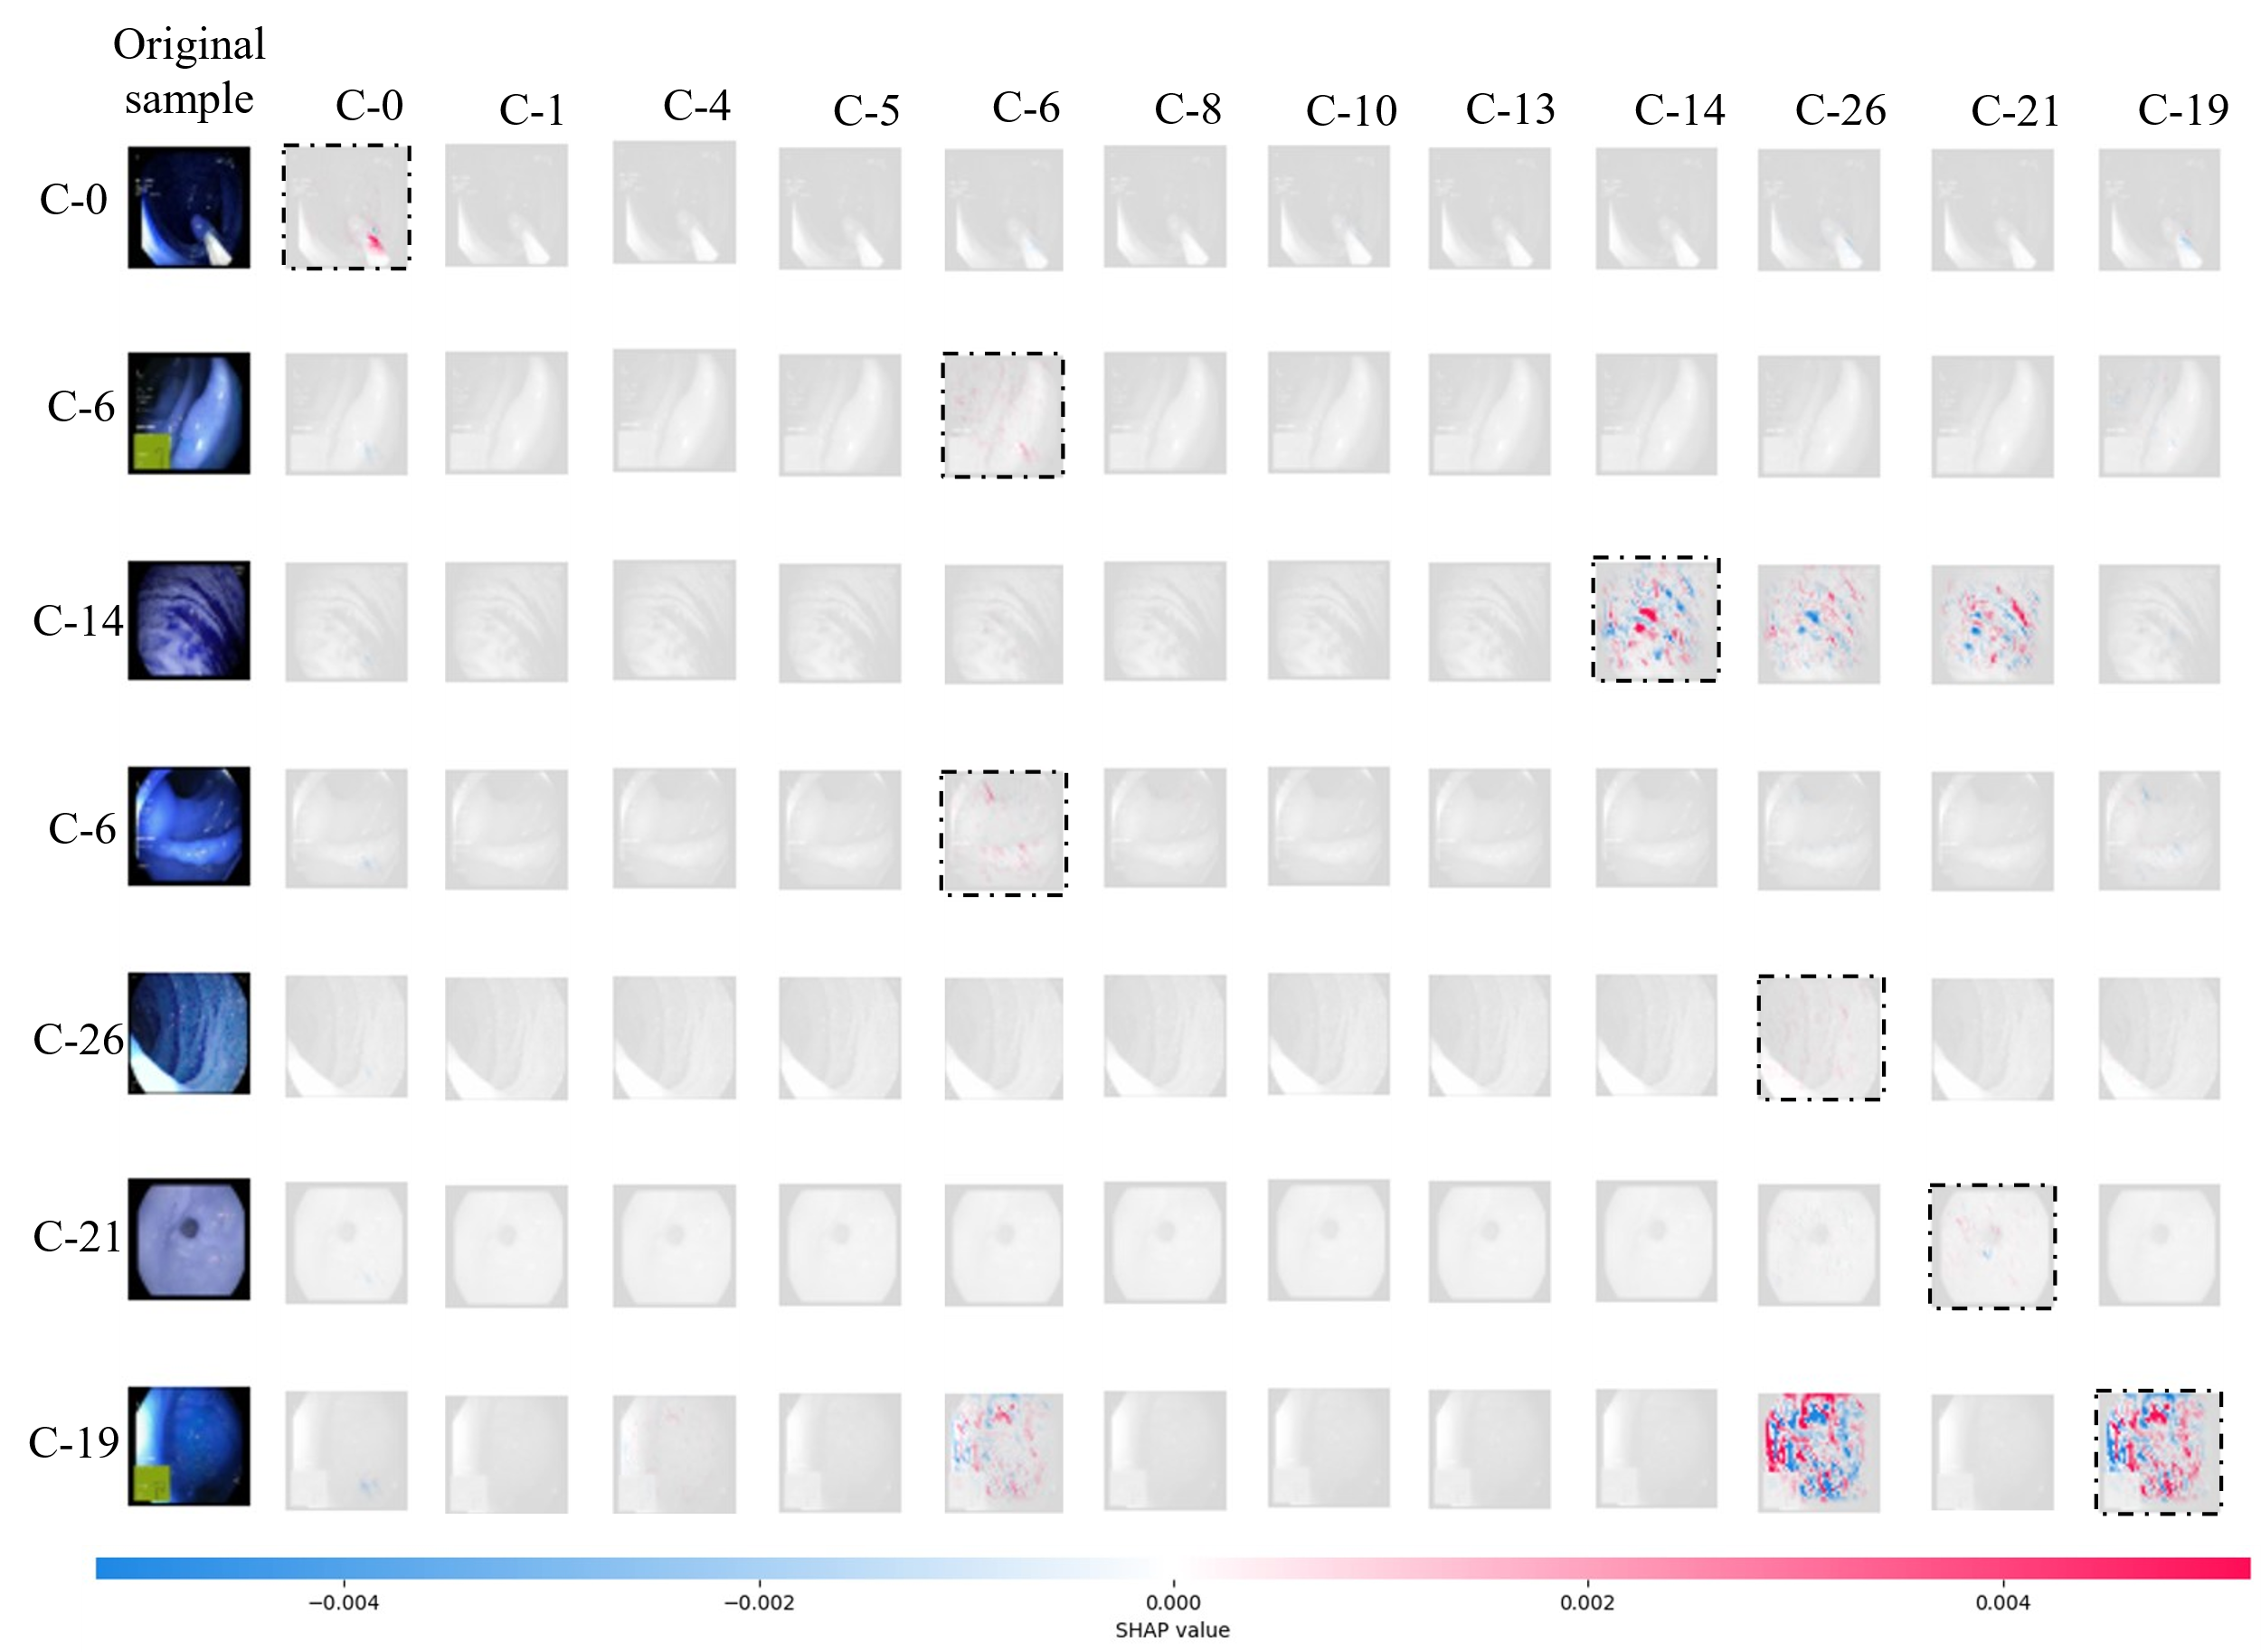 Original
sample
C-0 C-1 C-4 C-5 C-6 C-8 C-10 C-13 C-14 C-26 C-21 C-19
C-0
C-6
C-14
C-6
C-26
C-21
C-19
−0.004 −0.002 0.000 0.002 0.004
SHAP value